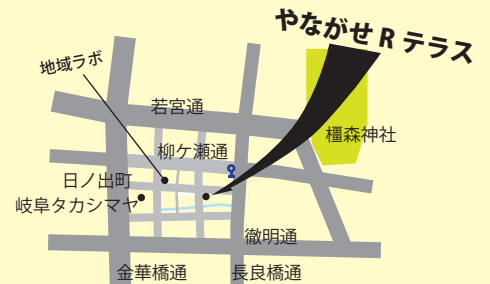 やながせ R テラス
地域ラボ
若宮通
橿森神社
柳ケ瀬通
日ノ出町
岐阜タカシマヤ
徹明通
金華橋通
長良橋通